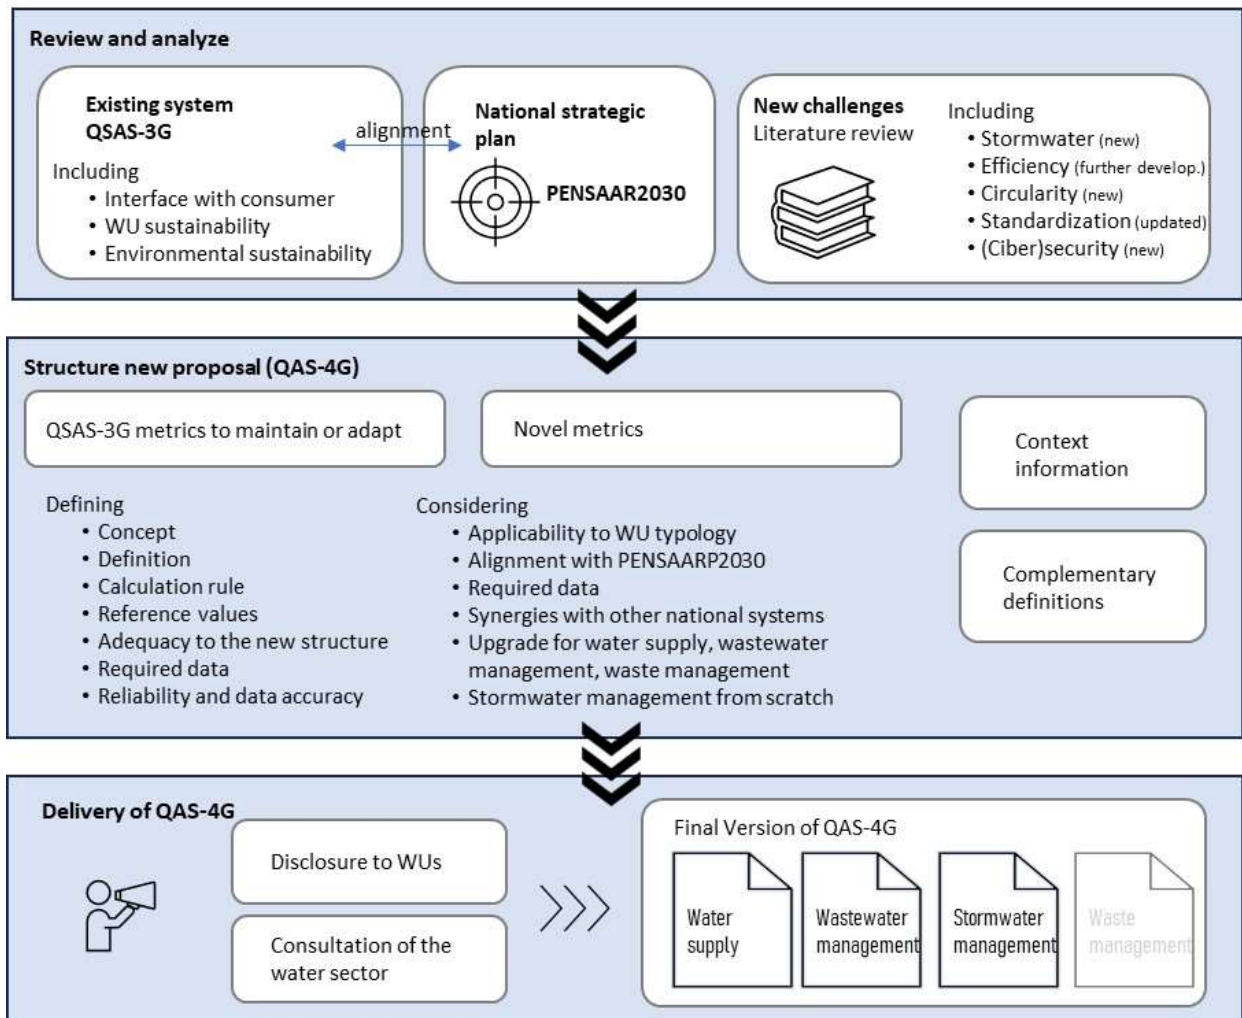 Review and analyze
Existing system
QSAS-3G
Including
• Interface with consumer
• WU sustainability
• Environmental sustainability
alignment
National strategic
plan
PENSAAR2030
New challenges
Literature review
Including
• Stormwater (new)
• Efficiency (further develop.)
• Circularity (new)
• Standardization (updated)
• (Ciber)security (new)
Structure new proposal (QAS-4G)
QSAS-3G metrics to maintain or adapt
Novel metrics
Context
information
Complementary
definitions
Defining
• Concept
• Definition
• Calculation rule
• Reference values
• Adequacy to the new structure
• Required data
• Reliability and data accuracy
Considering
• Applicability to WU typology
• Alignment with PENSAARP2030
• Required data
• Synergies with other national systems
• Upgrade for water supply, wastewater
management, waste management
• Stormwater management from scratch
Delivery of QAS-4G
Disclosure to WUs
Consultation of the
water sector
Final Version of QAS-4G
Water
supply
Wastewater
management
Stormwater
management
Waste
management